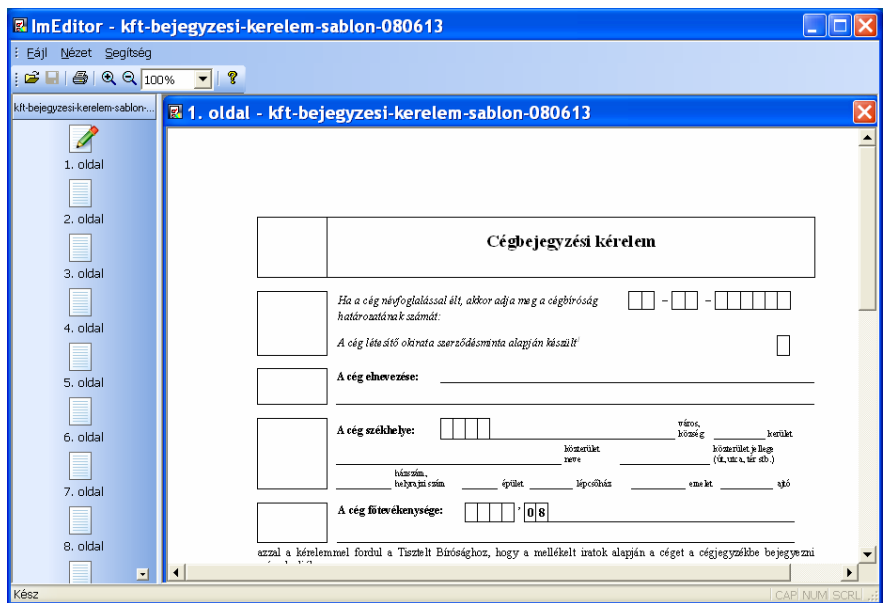 ImEditor - kft-bejegyzesi-kerelem-sablon-080613
Fájl Nézet Segítség
100%
kft-bejegyzesi-kerelem-sablon-...
1. oldal
2. oldal
3. oldal
4. oldal
5. oldal
6. oldal
7. oldal
8. oldal
1. oldal - kft-bejegyzesi-kerelem-sablon-080613
Cégbejegyzési kérelem
Ha a cég névfoglalással élt, akkor adja meg a cégbíróság
határozatának számát:
– –
A cég létesítő okirata szerződésminta alapján készült
A cég elnevezése:
A cég székhelye:
város,
község kerület
közterület
neve
közterület jellege
(út, utca, tér stb.)
házszám,
helyrajzi szám épület lépcsőház emelet ajtó
A cég főtevékenysége: ' 0 8
azzal a kérelemmel fordul a Tisztelt Bírósághoz, hogy a mellékelt iratok alapján a céget a cégjegyzékbe bejegyezni
Kész
CAP NUM SCRL